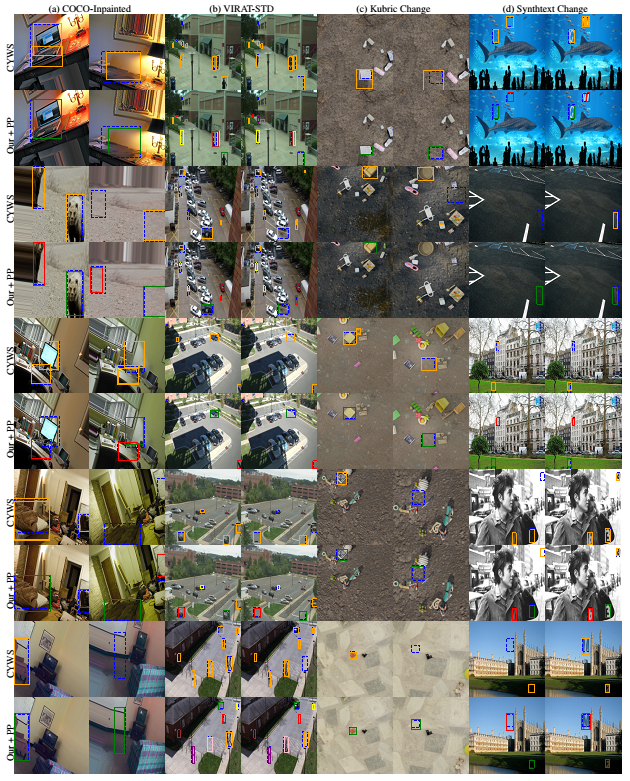 (a) COCO-Inpainted (b) VIRAT-STD (c) Kubric Change (d) Synthtext Change
CYWS
Our + PP
CYWS
Our + PP
CYWS
Our + PP
CYWS
Our + PP
CYWS
Our + PP